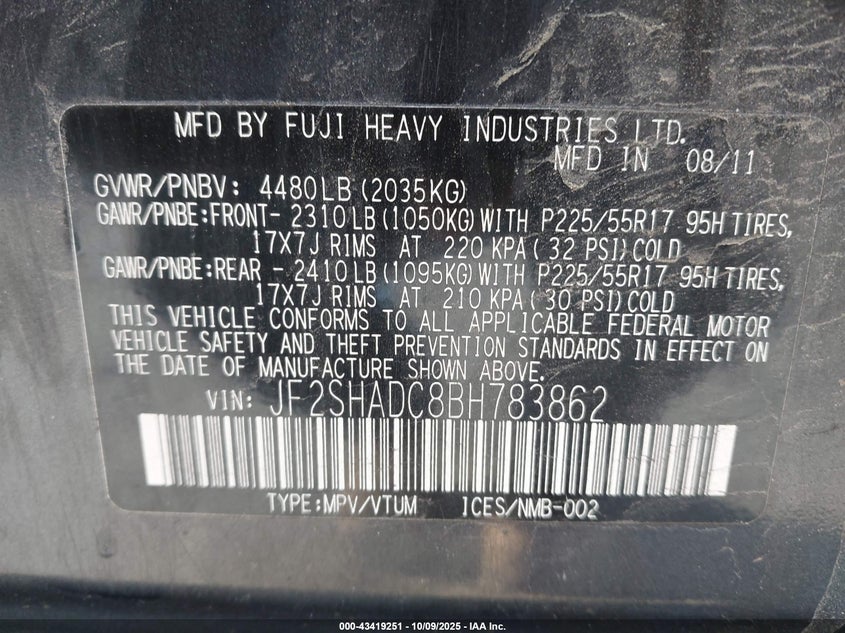 MFD BY FUJI HEAVY INDUSTRIES LTD.
MFD IN 08/11
GVWR/PNBV: 4480LB (2035KG)
GAWR/PNBE:FRONT- 2310LB (1050KG) WITH P225/55R17 95H TIRES,
17X7J RIMS AT 220 KPA ( 32 PSI) COLD
GAWR/PNBE:REAR - 2410LB (1095KG) WITH P225/55R17 95H TIRES,
17X7J RIMS AT 210 KPA ( 30 PSI) COLD
THIS VEHICLE CONFORMS TO ALL APPLICABLE FEDERAL MOTOR
VEHICLE SAFETY AND THEFT PREVENTION STANDARDS IN EFFECT ON
THE DATE OF MANUFACTURE SHOWN ABOVE.
VIN: JF2SHADC8BH783862
TYPE:MPV/VTUM ICES/NMB-002
000-43419251 - 10/09/2025 - IAA Inc.